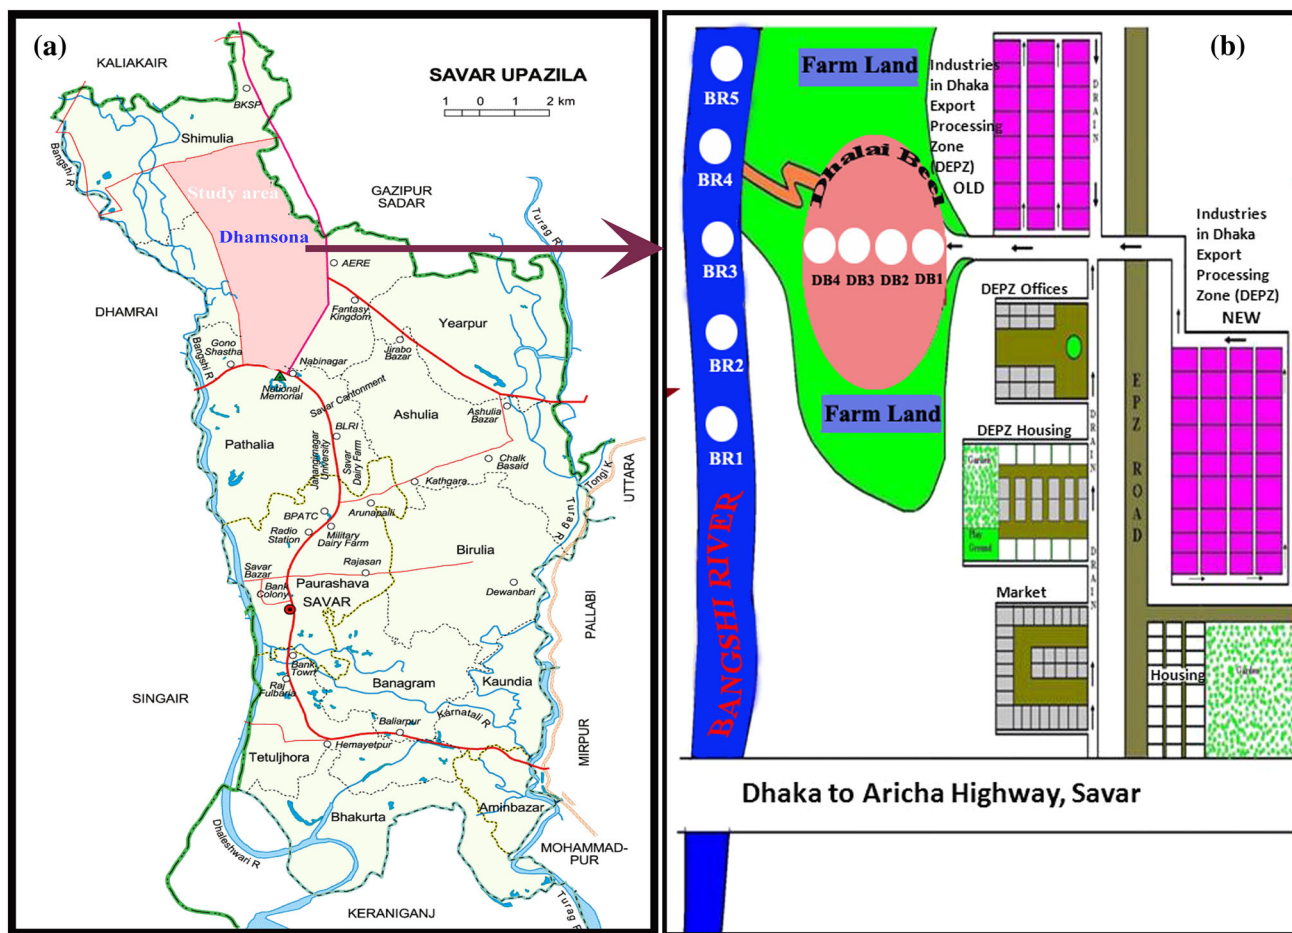 (a)
SAVAR UPAZILA
1 0 1 2 km
KALIAKAIR
BKSP
Shimulia
Bangshi R
Study area
GAZIPUR
SADAR
Turag R
Dhamsona
AERE
DHAMRAI
Fantasy
Kingdom
Yearpur
Gono
Shastha
Bangshi R
Jirabo
Bazar
Nabinagar
National
Memorial
Savar Cantonment
Ashulia
Ashulia
Bazar
BLRI
Pathalia
Jahangirnagar
University
Savar
Dairy Farm
Chalk
Basaid
Tongi K
UTTARA
Kathgara
Turag R
BPATC
Arunapalli
Radio
Station
Military
Dairy Farm
Birulia
Savar
Bazar
Rajasan
Bank
Colony
Paurashava
Dewanbari
SAVAR
PALLABI
Bank
Town
SINGAIR
Raj
Fulbaria
Banagram
Kaundia
Karnatali R
Baliarpur
MIRPUR
Tetuljhora
Hemayetpur
Aminbazar
Bhakurta
Dhaleshwari R
MOHAMMAD-
PUR
KERANIGANJ
Turag R
(b)
Farm Land
Industries
in Dhaka
Export
Processing
Zone
(DEPZ)
OLD
DRAIN
BR5
Dhalai Beel
BR4
Industries
in Dhaka
Export
Processing
Zone (DEPZ)
NEW
BR3
DB4 DB3 DB2 DB1
DEPZ Offices
BR2
Farm Land
EPZ ROAD
DRAIN
DEPZ Housing
BR1
Garden
Play
Ground
DRAIN
BANGSHI RIVER
Market
Housing
Garden
Dhaka to Aricha Highway, Savar